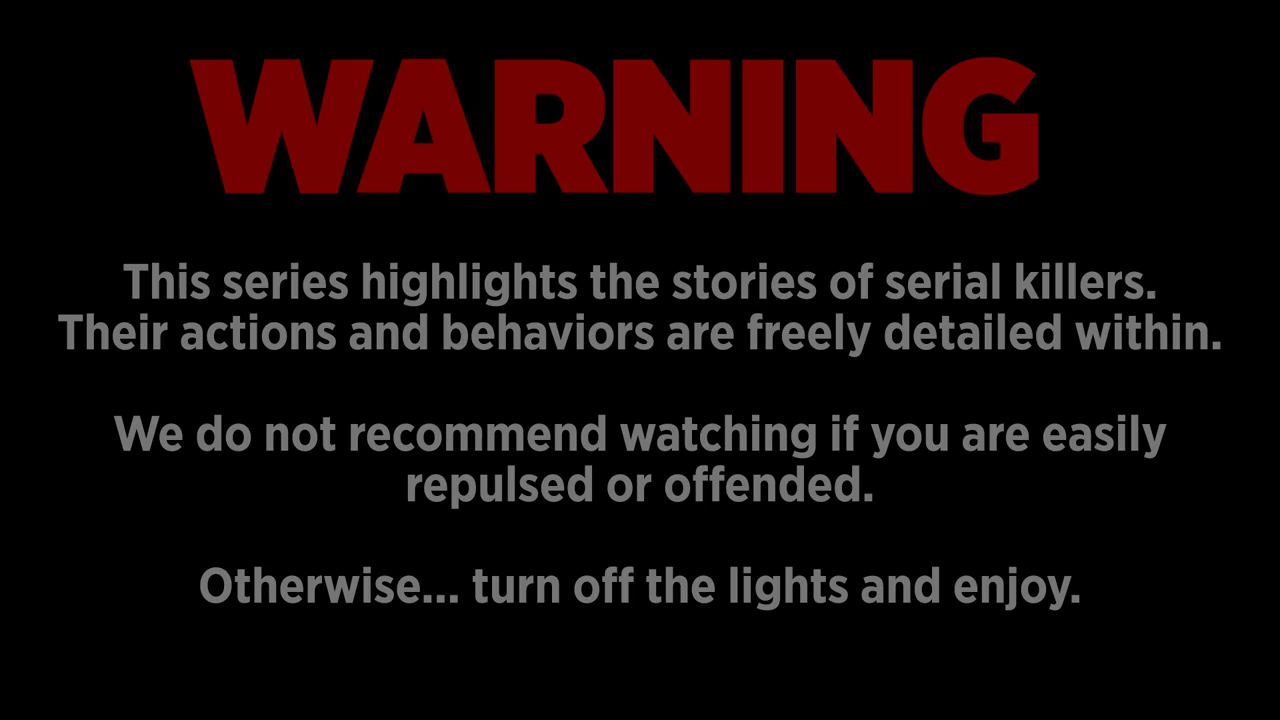 WARNING
This series highlights the stories of serial killers.
Their actions and behaviors are freely detailed within.
We do not recommend watching if you are easily
repulsed or offended.
Otherwise... turn off the lights and enjoy.